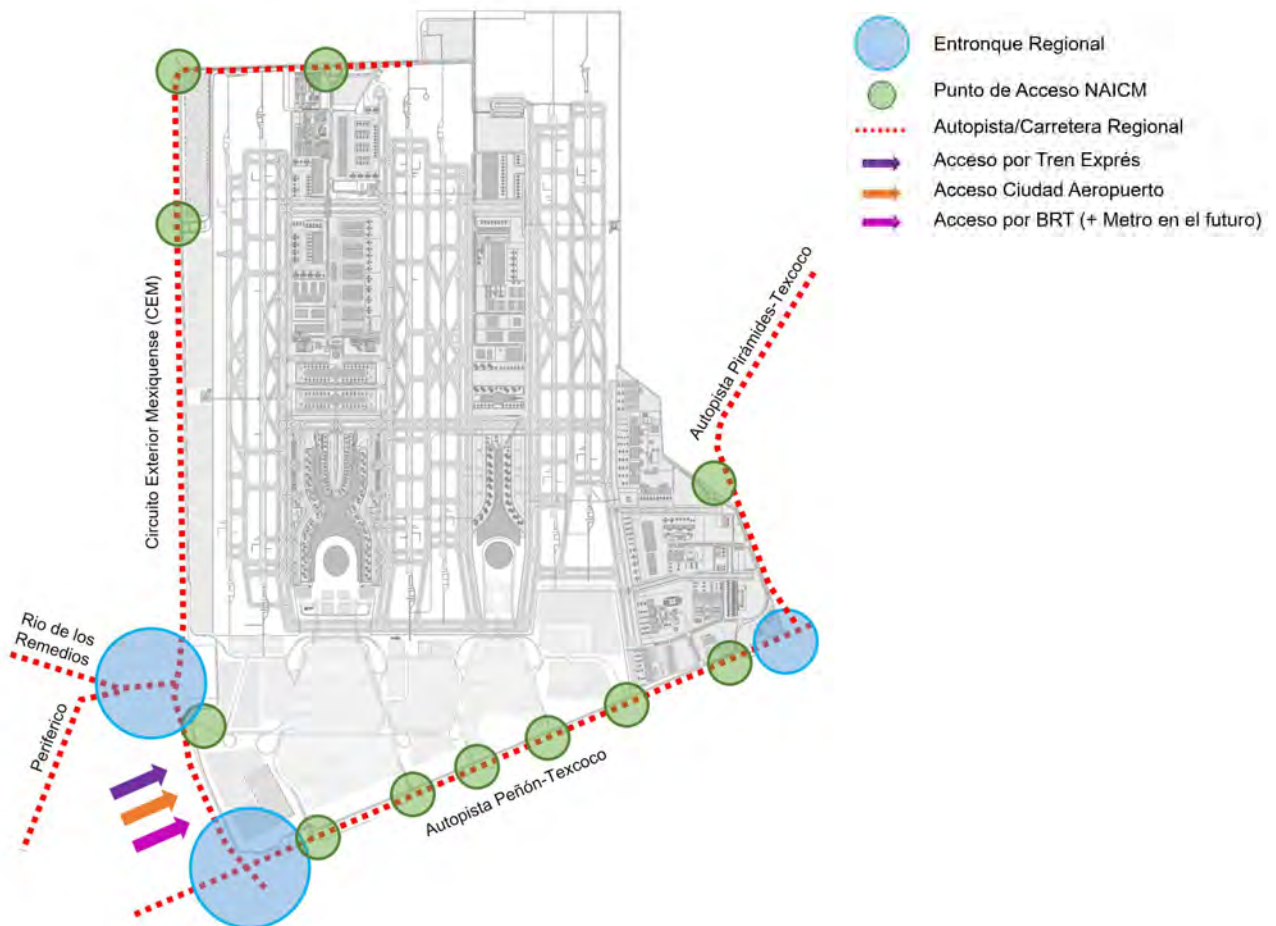 Entronque Regional
Punto de Acceso NAICM
Autopista/Carretera Regional
Acceso por Tren Exprés
Acceso Ciudad Aeropuerto
Acceso por BRT (+ Metro en el futuro)
Circuito Exterior Mexiquense (CEM)
Autopista Pirámides-Texcoco
Rio de los
Remedios
Periferico
Autopista Peñón-Texcoco